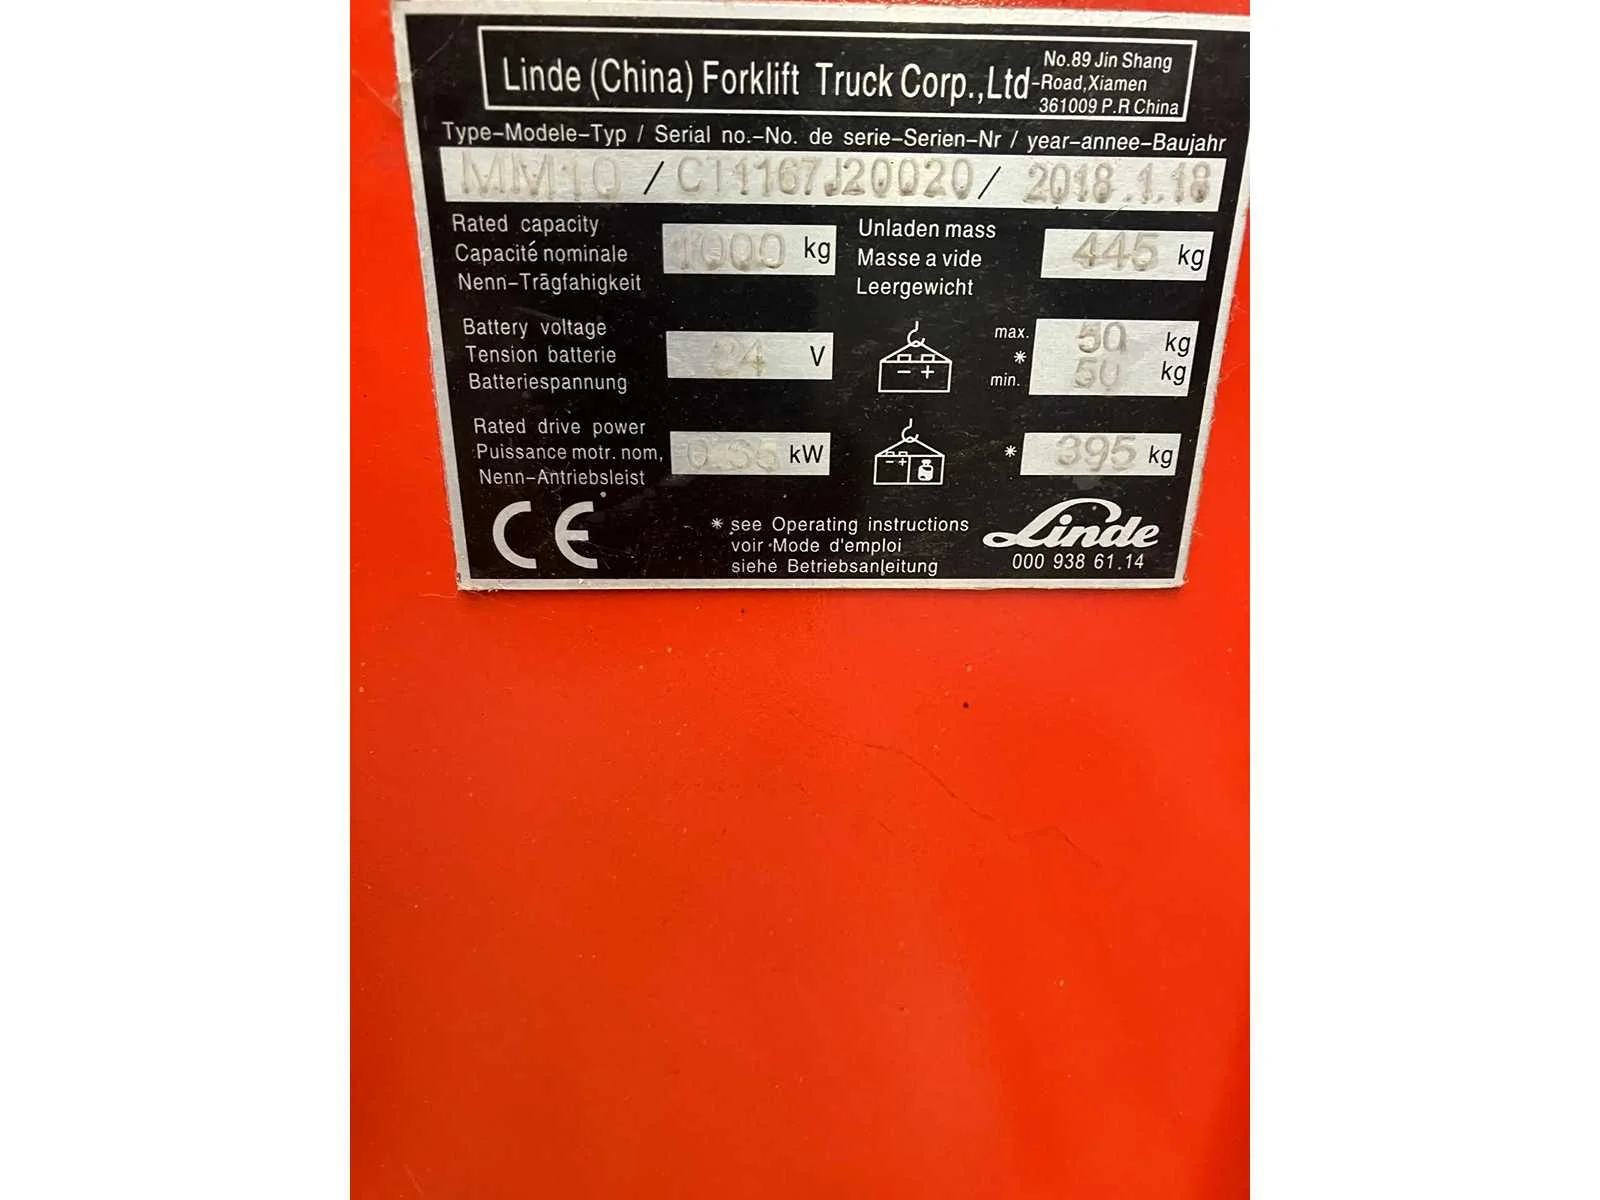 Linde (China) Forklift Truck Corp.,Ltd
No.89 Jin Shang
-Road,Xiamen
361009 P.R China
Type-Modele-Typ / Serial no.-No. de serie-Serien-Nr / year-annee-Baujahr
MM10 / C11167J20020 / 2018.1.18
Rated capacity
Capacité nominale
Nenn-Trägfahigkeit
1000 kg
Unladen mass
Masse a vide
Leergewicht
445 kg
Battery voltage
Tension batterie
Batteriespannung
24 V
- +
max. 50 kg
*
min. 50 kg
Rated drive power
Puissance motr. nom,
Nenn-Antriebsleist
kW
- +
* 395 kg
CE
* see Operating instructions
voir Mode d'emploi
siehe Betriebsanleitung
Linde
000 938 61.14